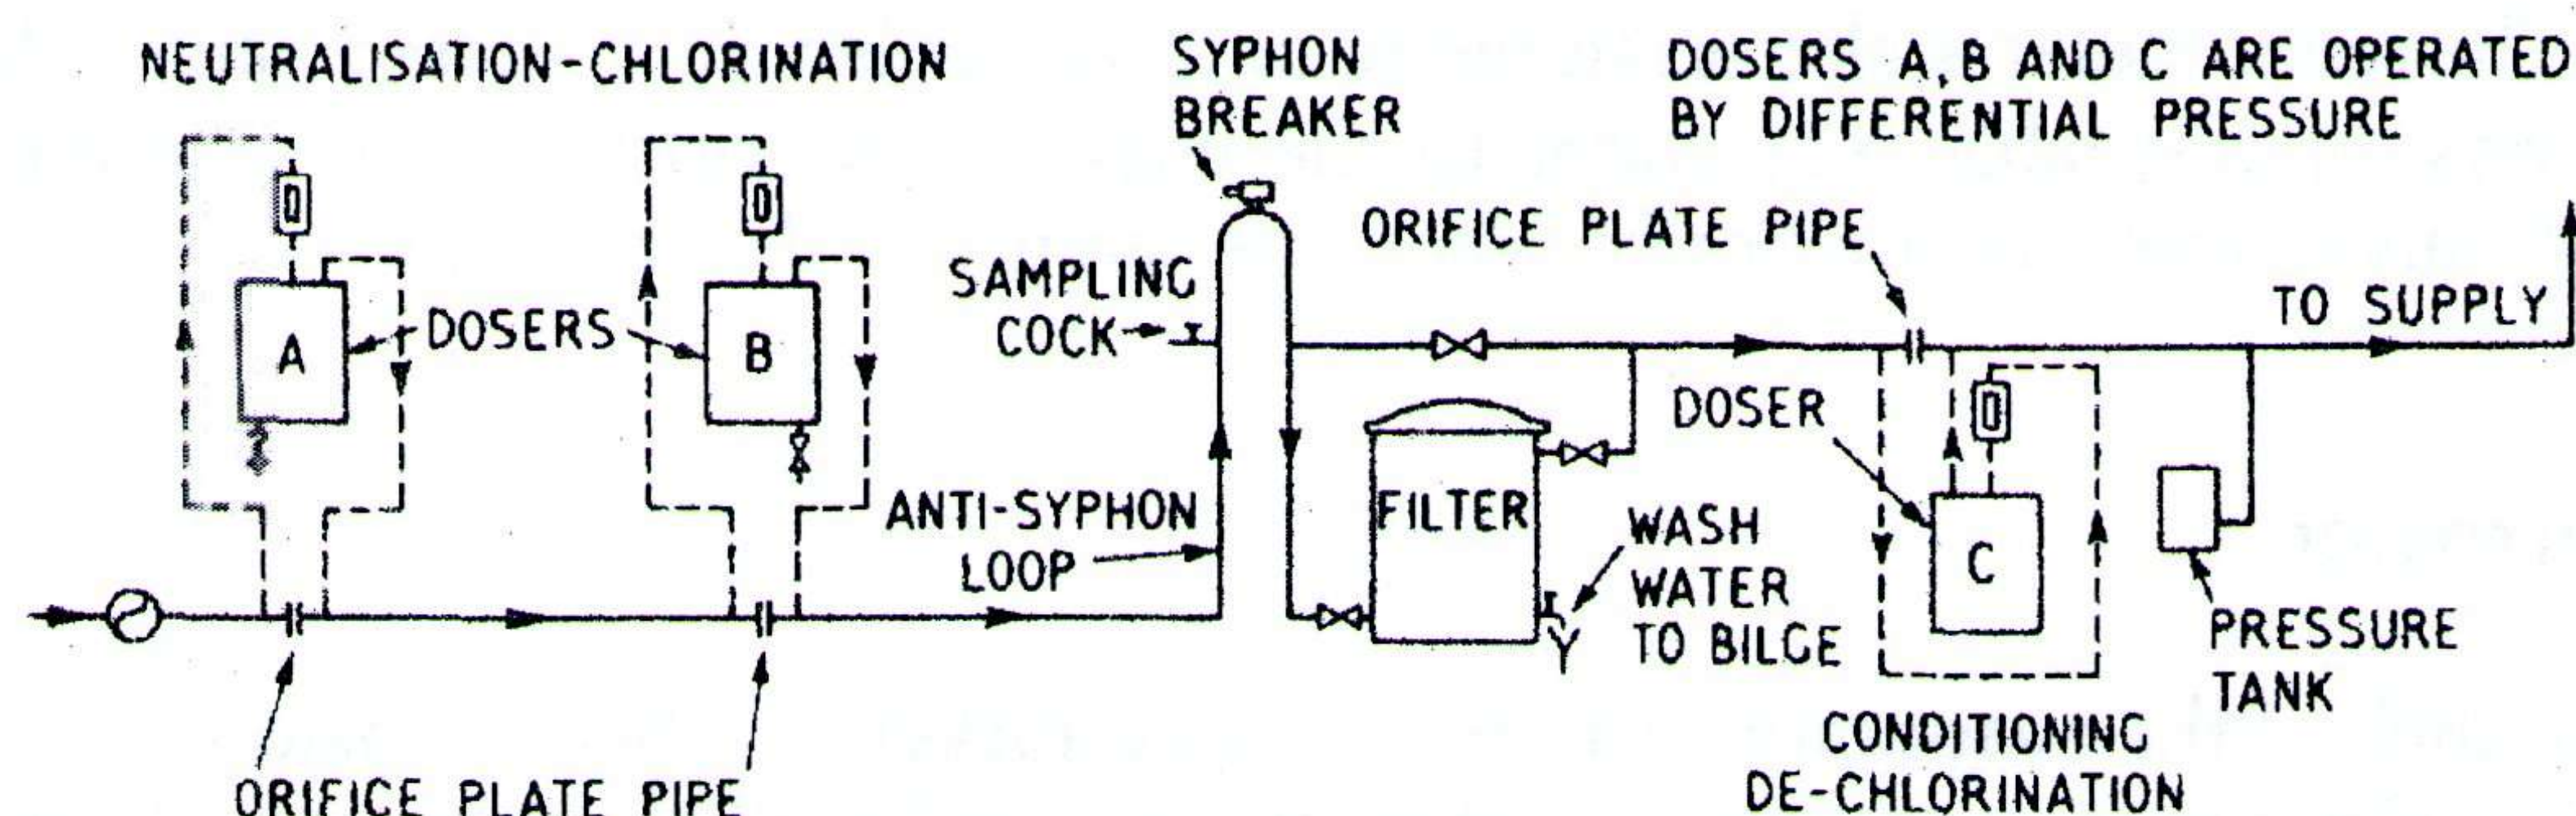 NEUTRALISATION-CHLORINATION
SYPHON
BREAKER
DOSERS A,B AND C ARE OPERATED
BY DIFFERENTIAL PRESSURE
ORIFICE PLATE PIPE
SAMPLING
COCK
TO SUPPLY
A
DOSERS
B
DOSER
ANTI-SYPHON
LOOP
FILTER
WASH
WATER
TO BILGE
C
PRESSURE
TANK
CONDITIONING
DE-CHLORINATION
ORIFICE PLATE PIPE